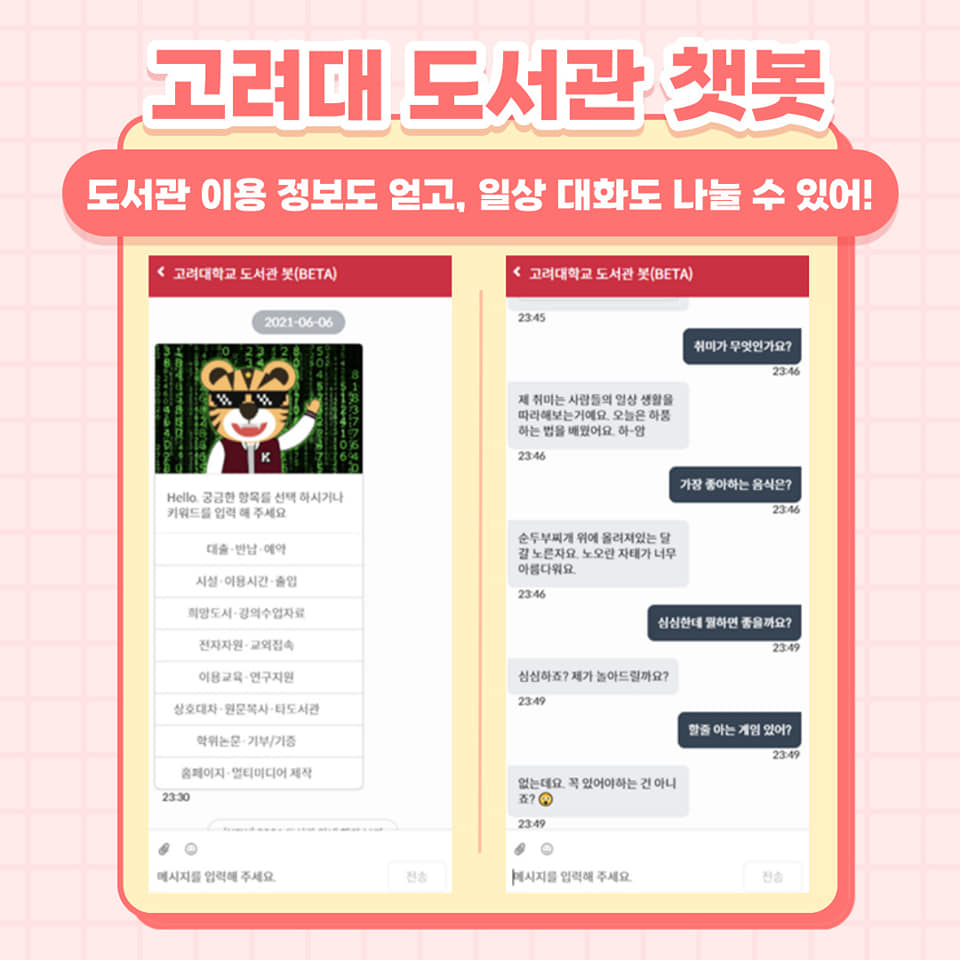 고려대 도서관 챗봇
도서관 이용 정보도 얻고, 일상 대화도 나눌 수 있어!
고려대학교 도서관 봇(BETA)
2021-06-06
K
Hello. 궁금한 항목를 선택 하시거나
키워드를 입력 해 주세요
대출·반납·예약
시설·이용시간·출입
희망도서·강의수업자료
전자자원·교외접속
이용교육·연구지원
상호대차·원문복사·타도서관
학위논문·기부/기증
홈페이지·멀티미디어 제작
23:30
메시지를 입력해 주세요.
전송
고려대학교 도서관 봇(BETA)
23:45
취미가 무엇인가요?
23:46
제 취미는 사람들의 일상 생활을
따라해보는거예요. 오늘은 하품
하는 법을 배웠어요. 하-암
23:46
가장 좋아하는 음식은?
23:46
순두부찌개 위에 올려져있는 달
걀 노른자요. 노오란 자태가 너무
아름다워요.
23:46
심심한데 뭘하면 좋을까요?
23:49
심심하죠? 제가 놀아드릴까요?
23:49
할줄 아는 게임 있어?
23:49
없는데요. 꼭 있어야하는 건 아니
죠? 😲
23:49
메시지를 입력해 주세요.
전송